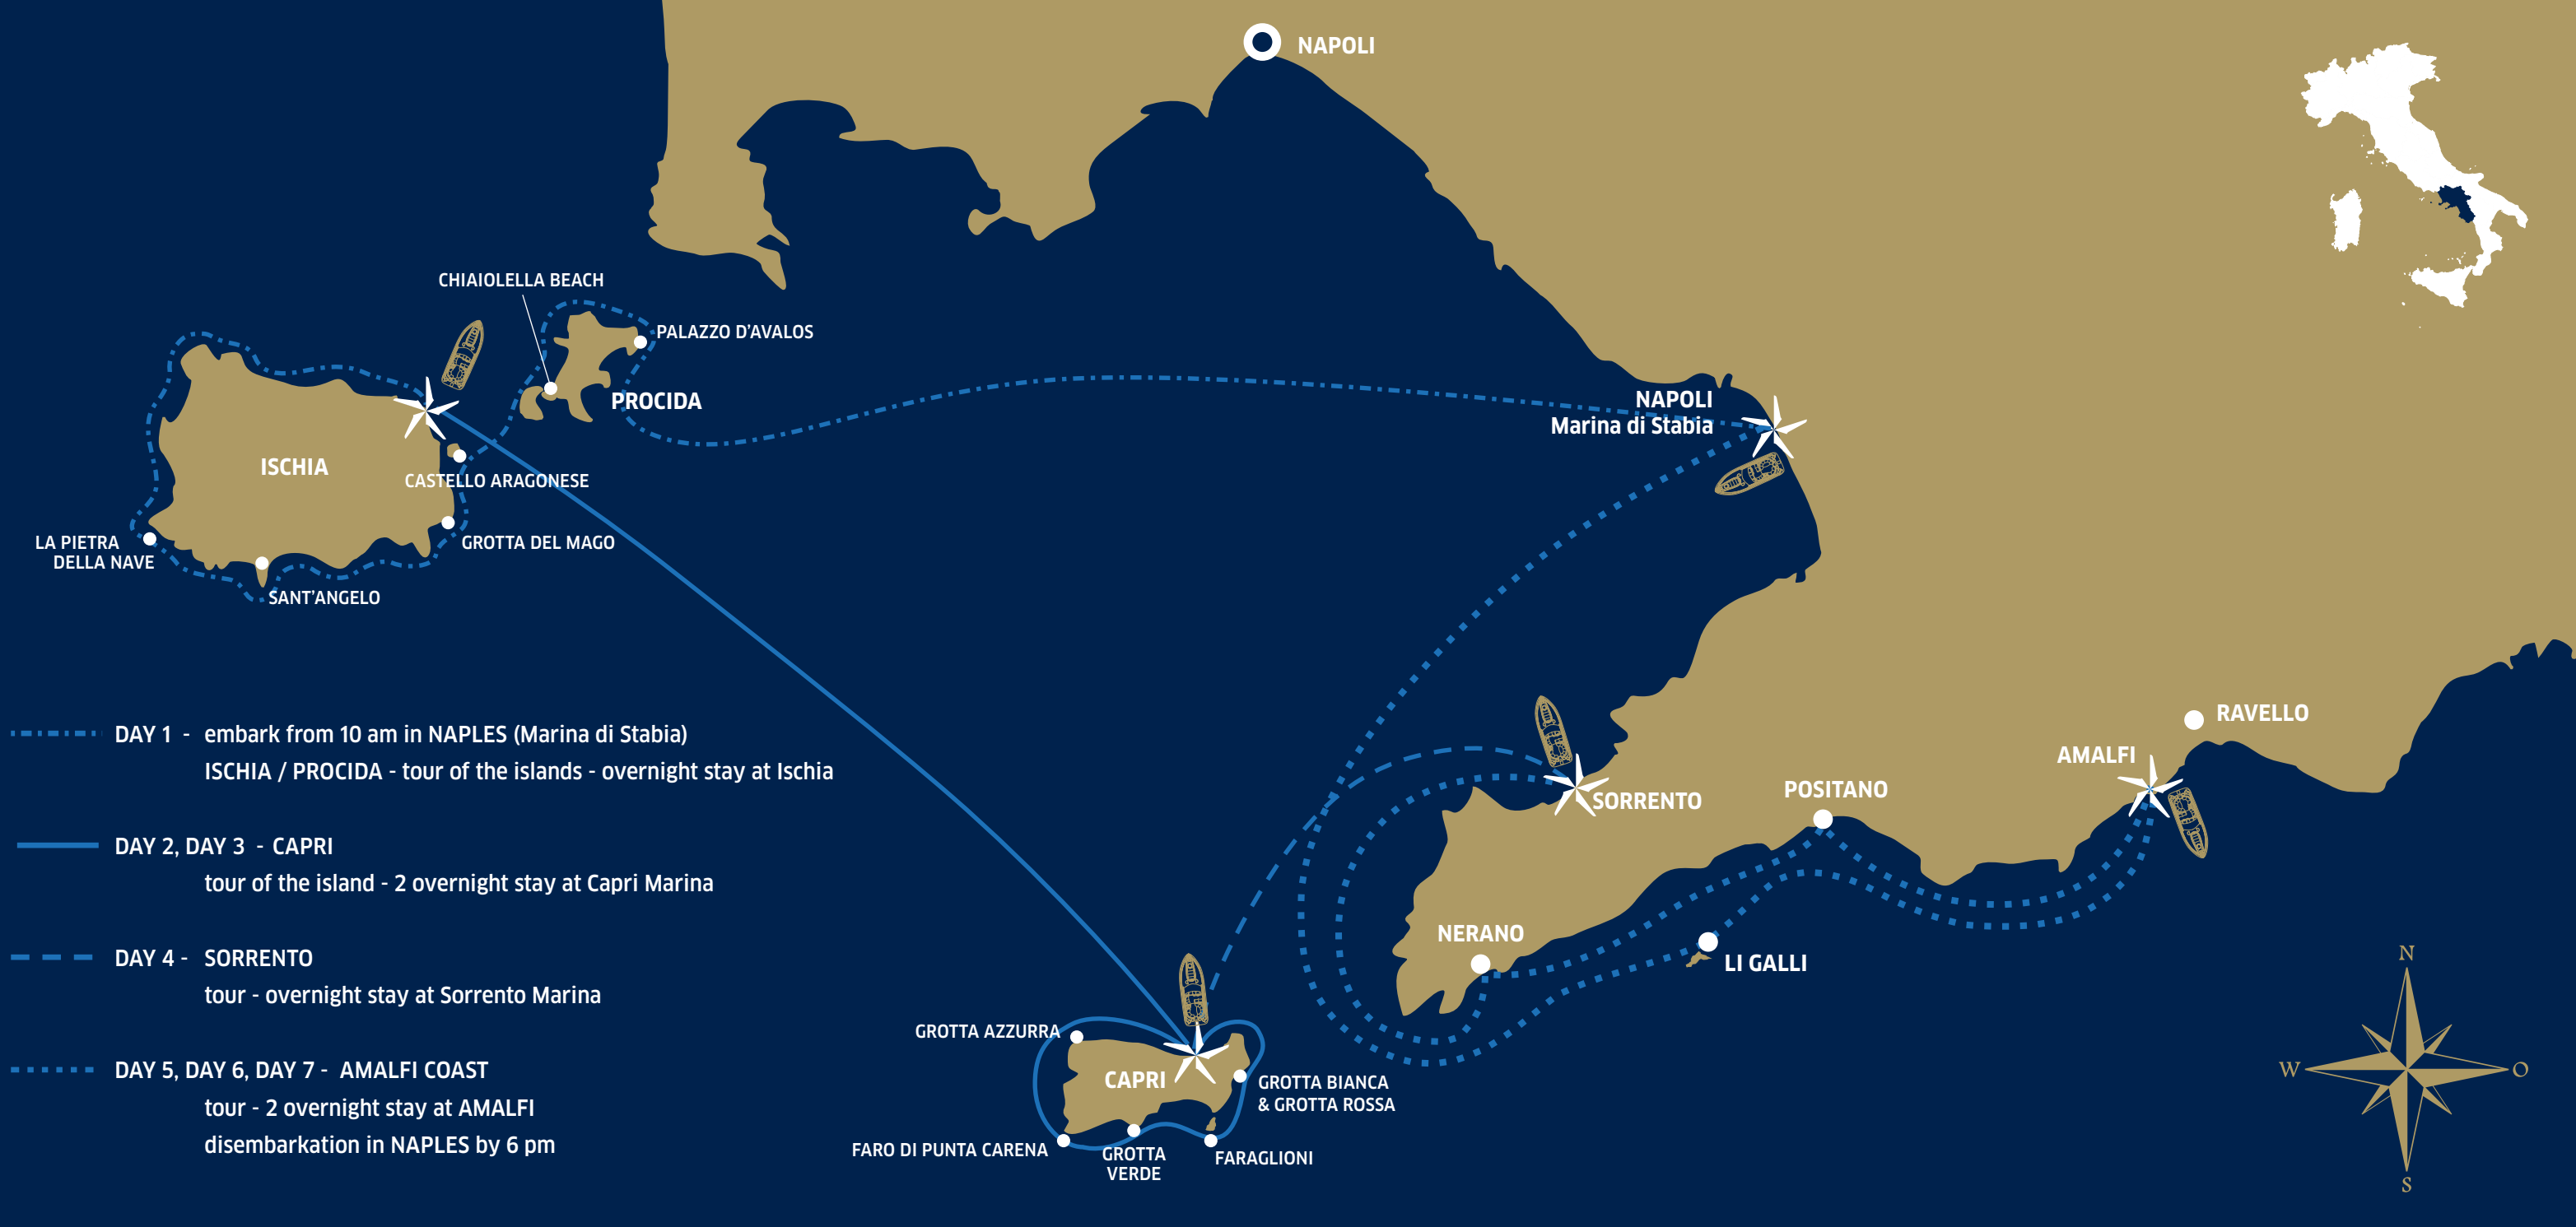 NAPOLI
CHIAIOLELLA BEACH
PALAZZO D'AVALOS
PROCIDA
NAPOLI
Marina di Stabia
ISCHIA
CASTELLO ARAGONESE
LA PIETRA
DELLA NAVE
GROTTA DEL MAGO
SANT'ANGELO
RAVELLO
AMALFI
POSITANO
SORRENTO
NERANO
LI GALLI
GROTTA AZZURRA
CAPRI
GROTTA BIANCA
& GROTTA ROSSA
FARO DI PUNTA CARENA
GROTTA
VERDE
FARAGLIONI
DAY 1 - embark from 10 am in NAPLES (Marina di Stabia)
ISCHIA / PROCIDA - tour of the islands - overnight stay at Ischia
DAY 2, DAY 3 - CAPRI
tour of the island - 2 overnight stay at Capri Marina
DAY 4 - SORRENTO
tour - overnight stay at Sorrento Marina
DAY 5, DAY 6, DAY 7 - AMALFI COAST
tour - 2 overnight stay at AMALFI
disembarkation in NAPLES by 6 pm
N
W
O
S